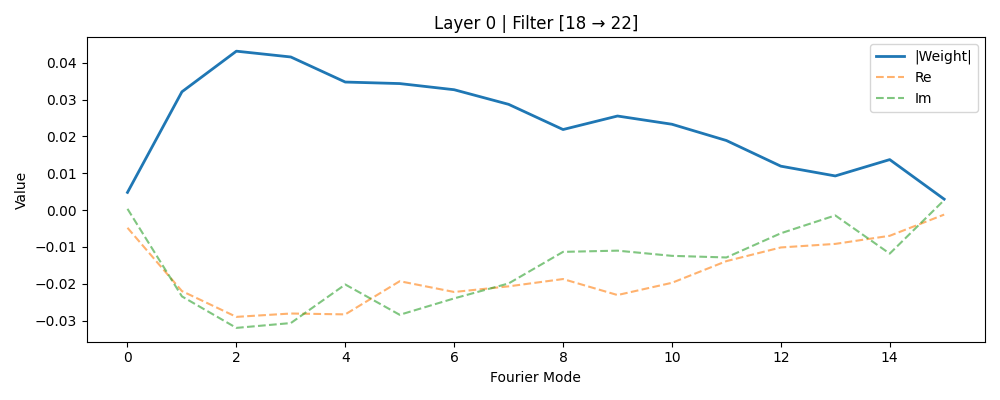 Layer 0 | Filter [18 → 22]
|Weight|
Re
Im
Value
0.04
0.03
0.02
0.01
0.00
−0.01
−0.02
−0.03
0 2 4 6 8 10 12 14
Fourier Mode